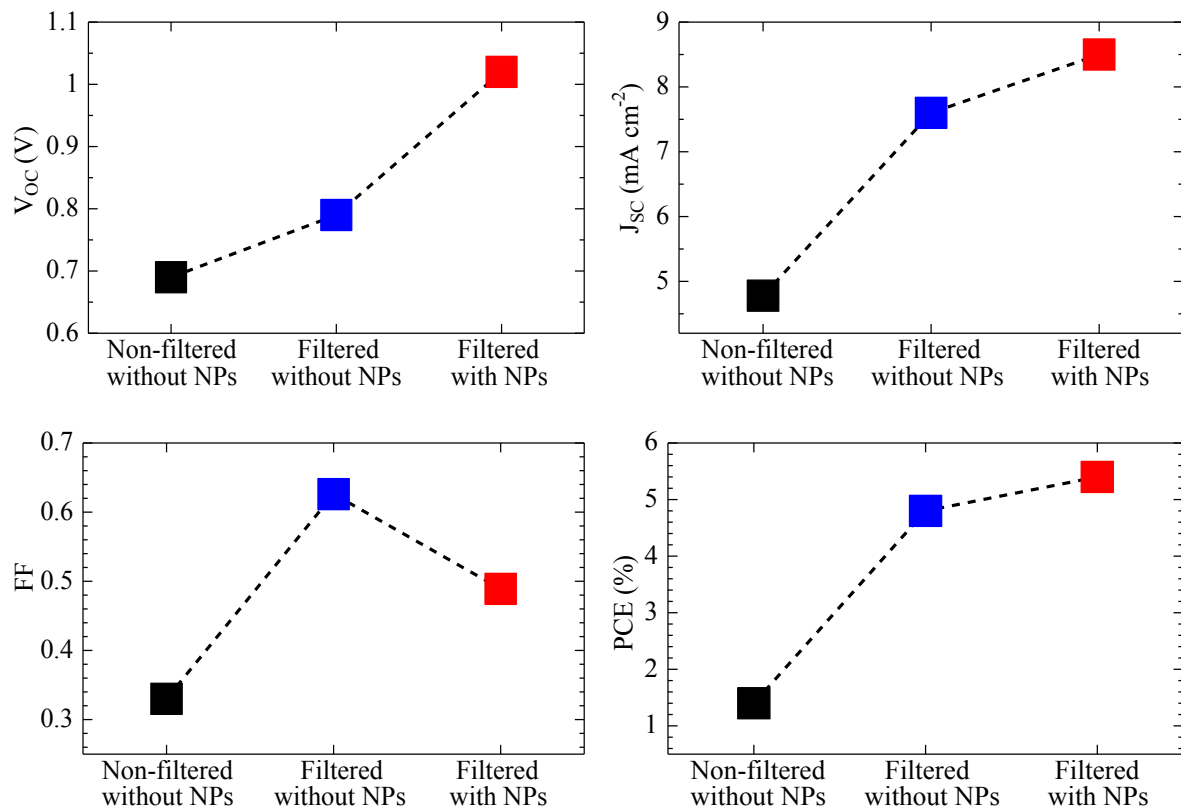 1.1
1
0.9
0.8
0.7
0.6
V_OC (V)
Non-filtered
without NPs
Filtered
without NPs
Filtered
with NPs
9
8
7
6
5
J_SC (mA cm⁻²)
Non-filtered
without NPs
Filtered
without NPs
Filtered
with NPs
0.7
0.6
0.5
0.4
0.3
FF
Non-filtered
without NPs
Filtered
without NPs
Filtered
with NPs
6
5
4
3
2
1
PCE (%)
Non-filtered
without NPs
Filtered
without NPs
Filtered
with NPs